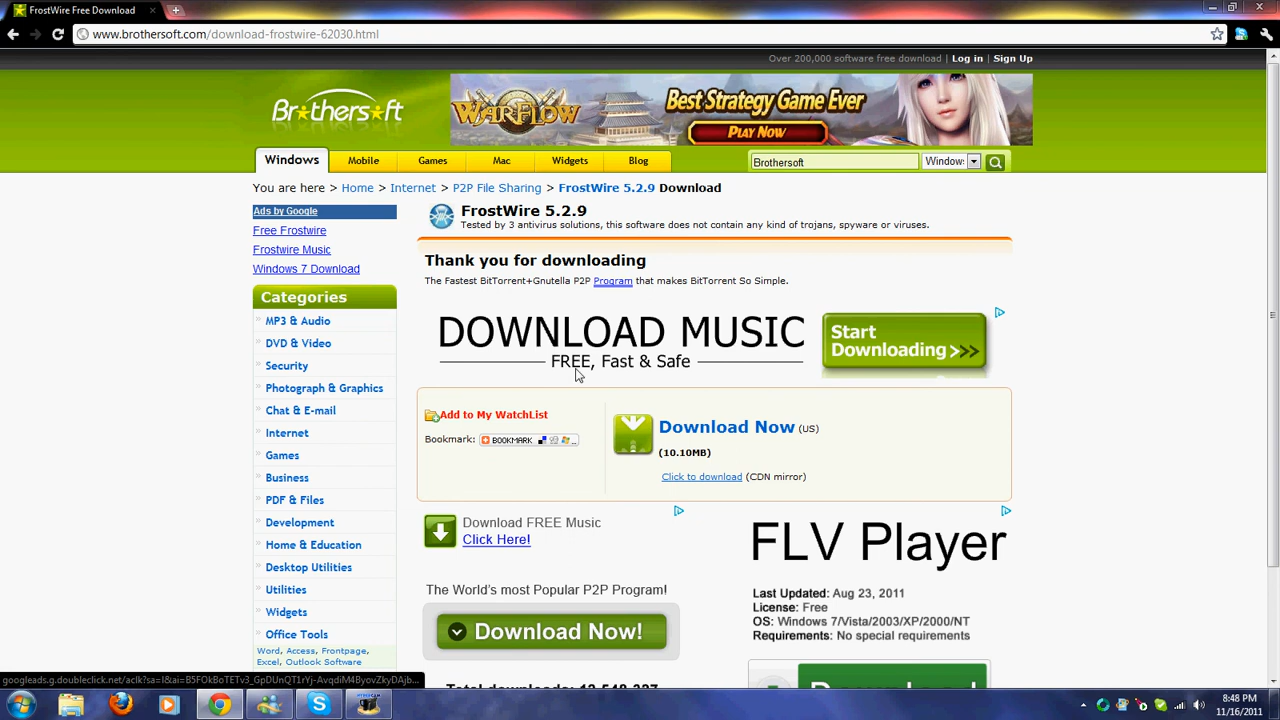 FrostWire Free Download
www.brothersoft.com/download-frostwire-62030.html
Over 200,000 software free download | Log in | Sign Up
Brothersoft
WARFLOW
Best Strategy Game Ever
PLAY NOW
Windows
Mobile
Games
Mac
Widgets
Blog
Brothersoft
Windows
You are here > Home > Internet > P2P File Sharing > FrostWire 5.2.9 Download
Ads by Google
Free Frostwire
Frostwire Music
Windows 7 Download
Categories
MP3 & Audio
DVD & Video
Security
Photograph & Graphics
Chat & E-mail
Internet
Games
Business
PDF & Files
Development
Home & Education
Desktop Utilities
Utilities
Widgets
Office Tools
Word, Access, Frontpage,
Excel, Outlook Software
FrostWire 5.2.9
Tested by 3 antivirus solutions, this software does not contain any kind of trojans, spyware or viruses.
Thank you for downloading
The Fastest BitTorrent+Gnutella P2P Program that makes BitTorrent So Simple.
DOWNLOAD MUSIC
FREE, Fast & Safe
Start
Downloading >>>
Add to My WatchList
Bookmark: BOOKMARK
Download Now (US)
(10.10MB)
Click to download (CDN mirror)
Download FREE Music
Click Here!
The World's most Popular P2P Program!
Download Now!
FLV Player
Last Updated: Aug 23, 2011
License: Free
OS: Windows 7/Vista/2003/XP/2000/NT
Requirements: No special requirements
8:48 PM
11/16/2011